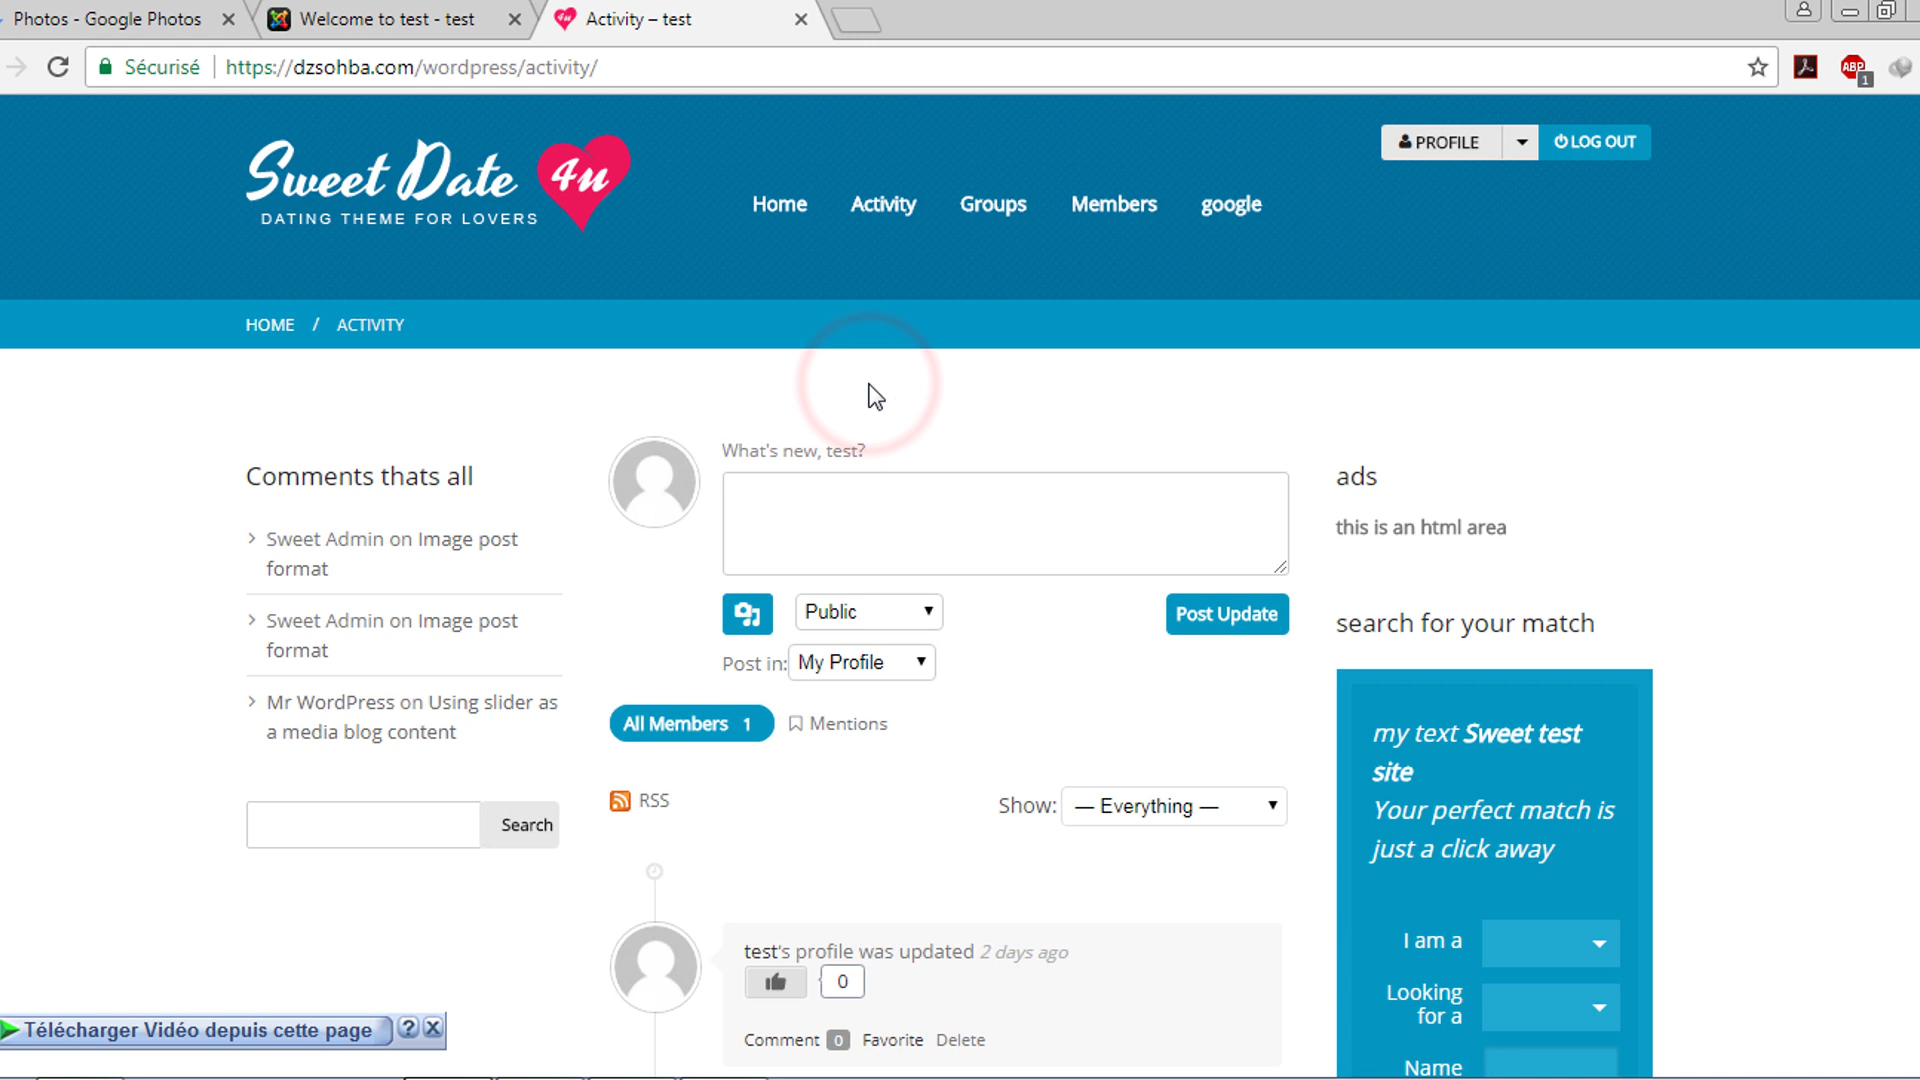 Photos - Google Photos
Welcome to test - test
4u
Activity – test
Sécurisé
https://dzsohba.com/wordpress/activity/
ABP
1
PROFILE
LOG OUT
Sweet Date
4u
DATING THEME FOR LOVERS
Home
Activity
Groups
Members
google
HOME / ACTIVITY
Comments thats all
Sweet Admin on Image post
format
Sweet Admin on Image post
format
Mr WordPress on Using slider as
a media blog content
Search
What's new, test?
Public
Post Update
Post in: My Profile
All Members 1
Mentions
RSS
Show: — Everything —
test's profile was updated 2 days ago
0
Comment 0 Favorite Delete
ads
this is an html area
search for your match
my text Sweet test
site
Your perfect match is
just a click away
I am a
Looking
for a
Name
Télécharger Vidéo depuis cette page
?